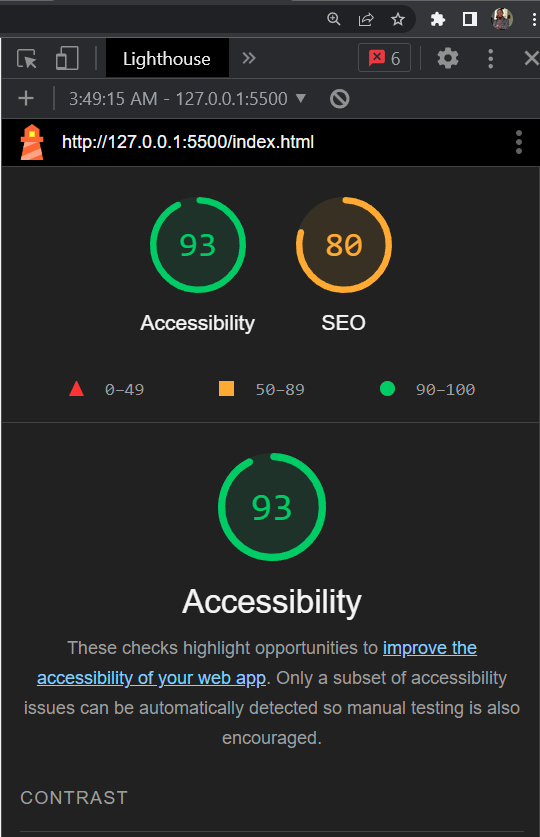 Lighthouse
6
3:49:15 AM - 127.0.0.1:5500
http://127.0.0.1:5500/index.html
93
80
Accessibility
SEO
0–49
50–89
90–100
93
Accessibility
These checks highlight opportunities to improve the
accessibility of your web app. Only a subset of accessibility
issues can be automatically detected so manual testing is also
encouraged.
CONTRAST